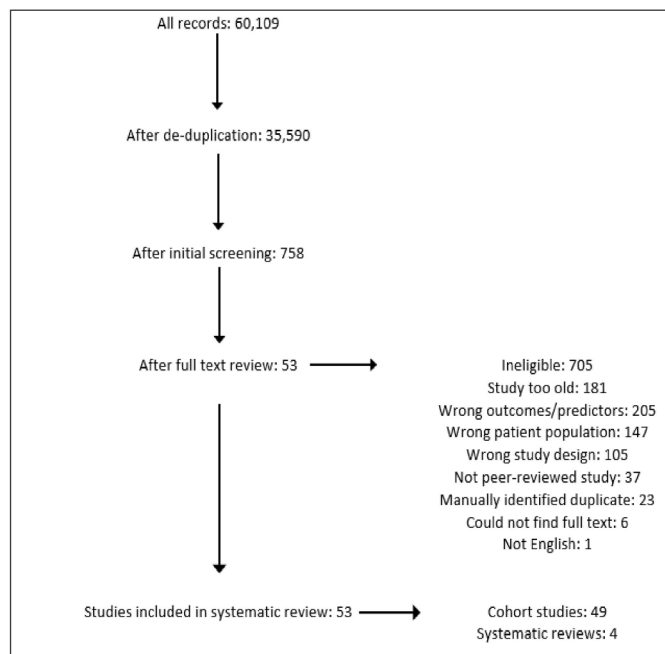 All records: 60,109
After de-duplication: 35,590
After initial screening: 758
After full text review: 53
Ineligible: 705
Study too old: 181
Wrong outcomes/predictors: 205
Wrong patient population: 147
Wrong study design: 105
Not peer-reviewed study: 37
Manually identified duplicate: 23
Could not find full text: 6
Not English: 1
Studies included in systematic review: 53
Cohort studies: 49
Systematic reviews: 4